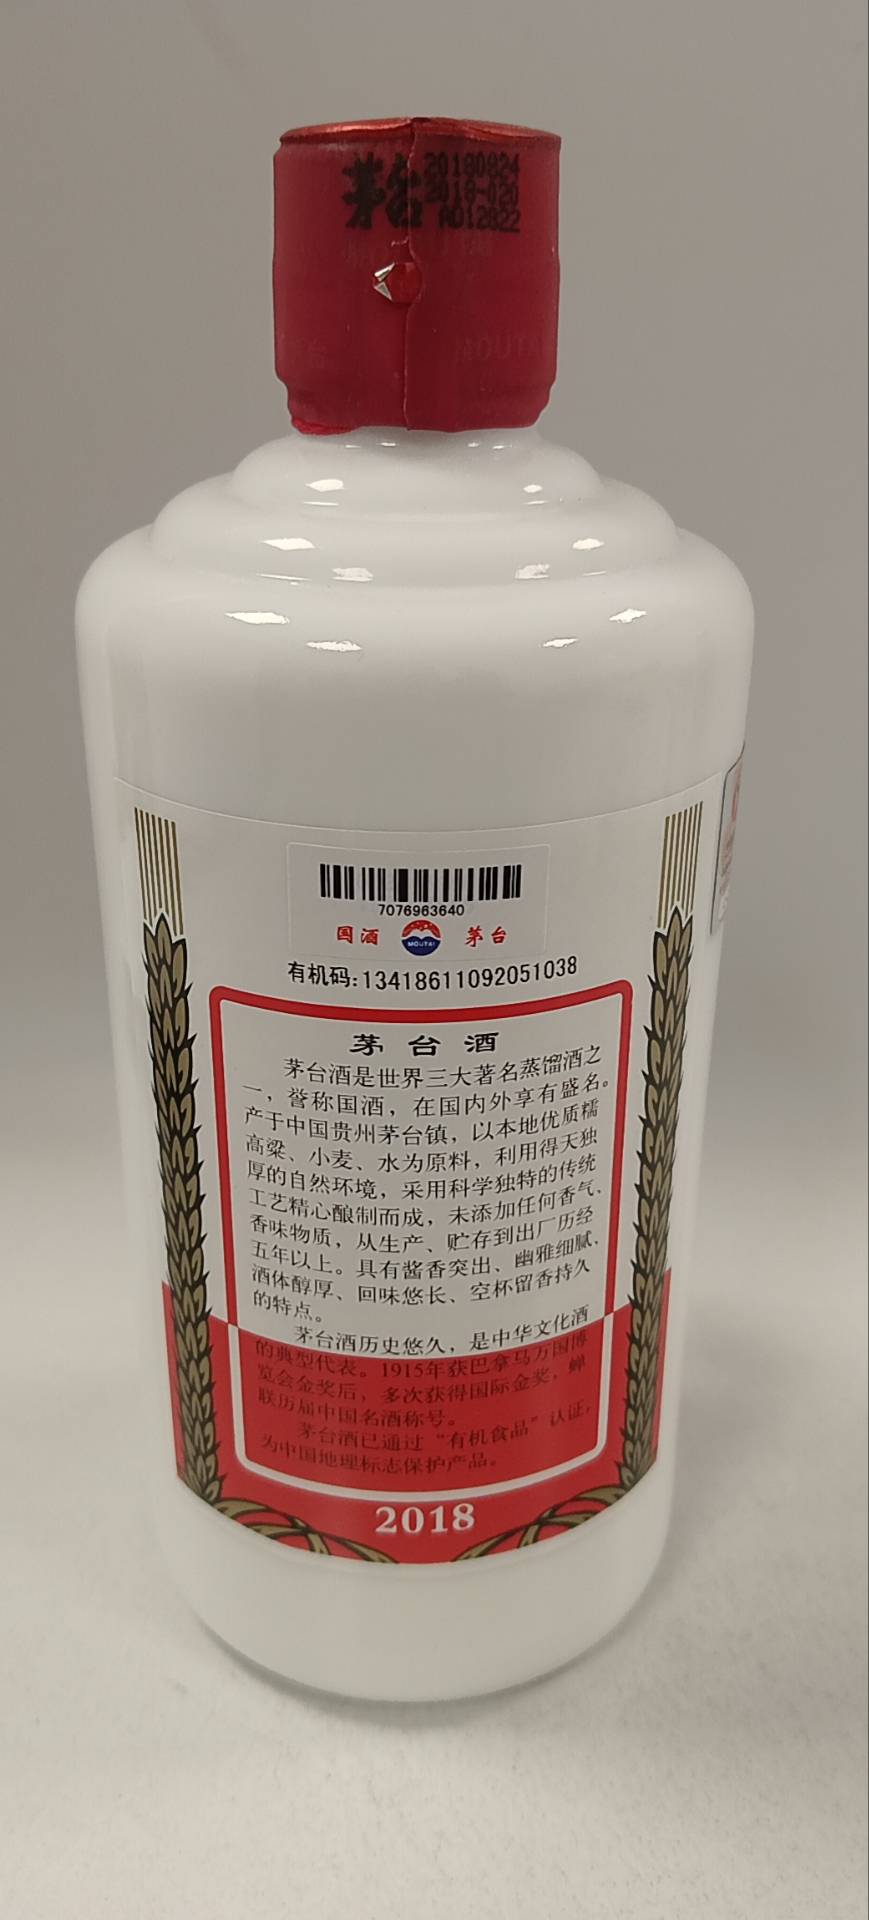 茅台
20180824
2018-020
A012822
MOUTAI
7076963640
国酒 MOUTAI 茅台
有机码:13418611092051038
茅台酒
茅台酒是世界三大著名蒸馏酒之
一，誉称国酒，在国内外享有盛名。
产于中国贵州茅台镇，以本地优质糯
高粱、小麦、水为原料，利用得天独
厚的自然环境，采用科学独特的传统
工艺精心酿制而成，未添加任何香气、
香味物质，从生产、贮存到出厂历经
五年以上。具有酱香突出、幽雅细腻、
酒体醇厚、回味悠长、空杯留香持久
的特点。
茅台酒历史悠久，是中华文化酒
的典型代表。1915年获巴拿马万国博
览会金奖后，多次获得国际金奖，蝉
联历届中国名酒称号。
茅台酒已通过“有机食品”认证，
为中国地理标志保护产品。
2018